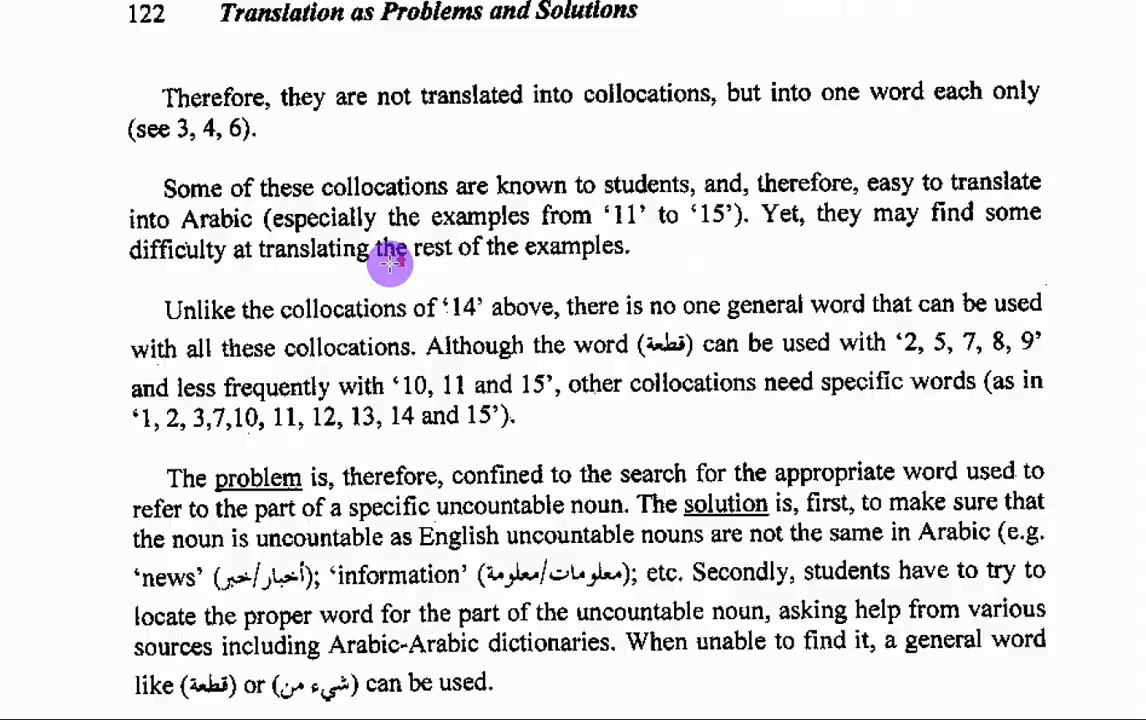 122 Translation as Problems and Solutions
Therefore, they are not translated into collocations, but into one word each only
(see 3, 4, 6).
Some of these collocations are known to students, and, therefore, easy to translate
into Arabic (especially the examples from ‘11’ to ‘15’). Yet, they may find some
difficulty at translating the rest of the examples.
Unlike the collocations of ‘14’ above, there is no one general word that can be used
with all these collocations. Although the word (قطعة) can be used with ‘2, 5, 7, 8, 9’
and less frequently with ‘10, 11 and 15’, other collocations need specific words (as in
‘1, 2, 3,7,10, 11, 12, 13, 14 and 15’).
The problem is, therefore, confined to the search for the appropriate word used to
refer to the part of a specific uncountable noun. The solution is, first, to make sure that
the noun is uncountable as English uncountable nouns are not the same in Arabic (e.g.
‘news’ (أخبار/خبر); ‘information’ (معلومات/معلومة); etc. Secondly, students have to try to
locate the proper word for the part of the uncountable noun, asking help from various
sources including Arabic-Arabic dictionaries. When unable to find it, a general word
like (قطعة) or (شيء من) can be used.